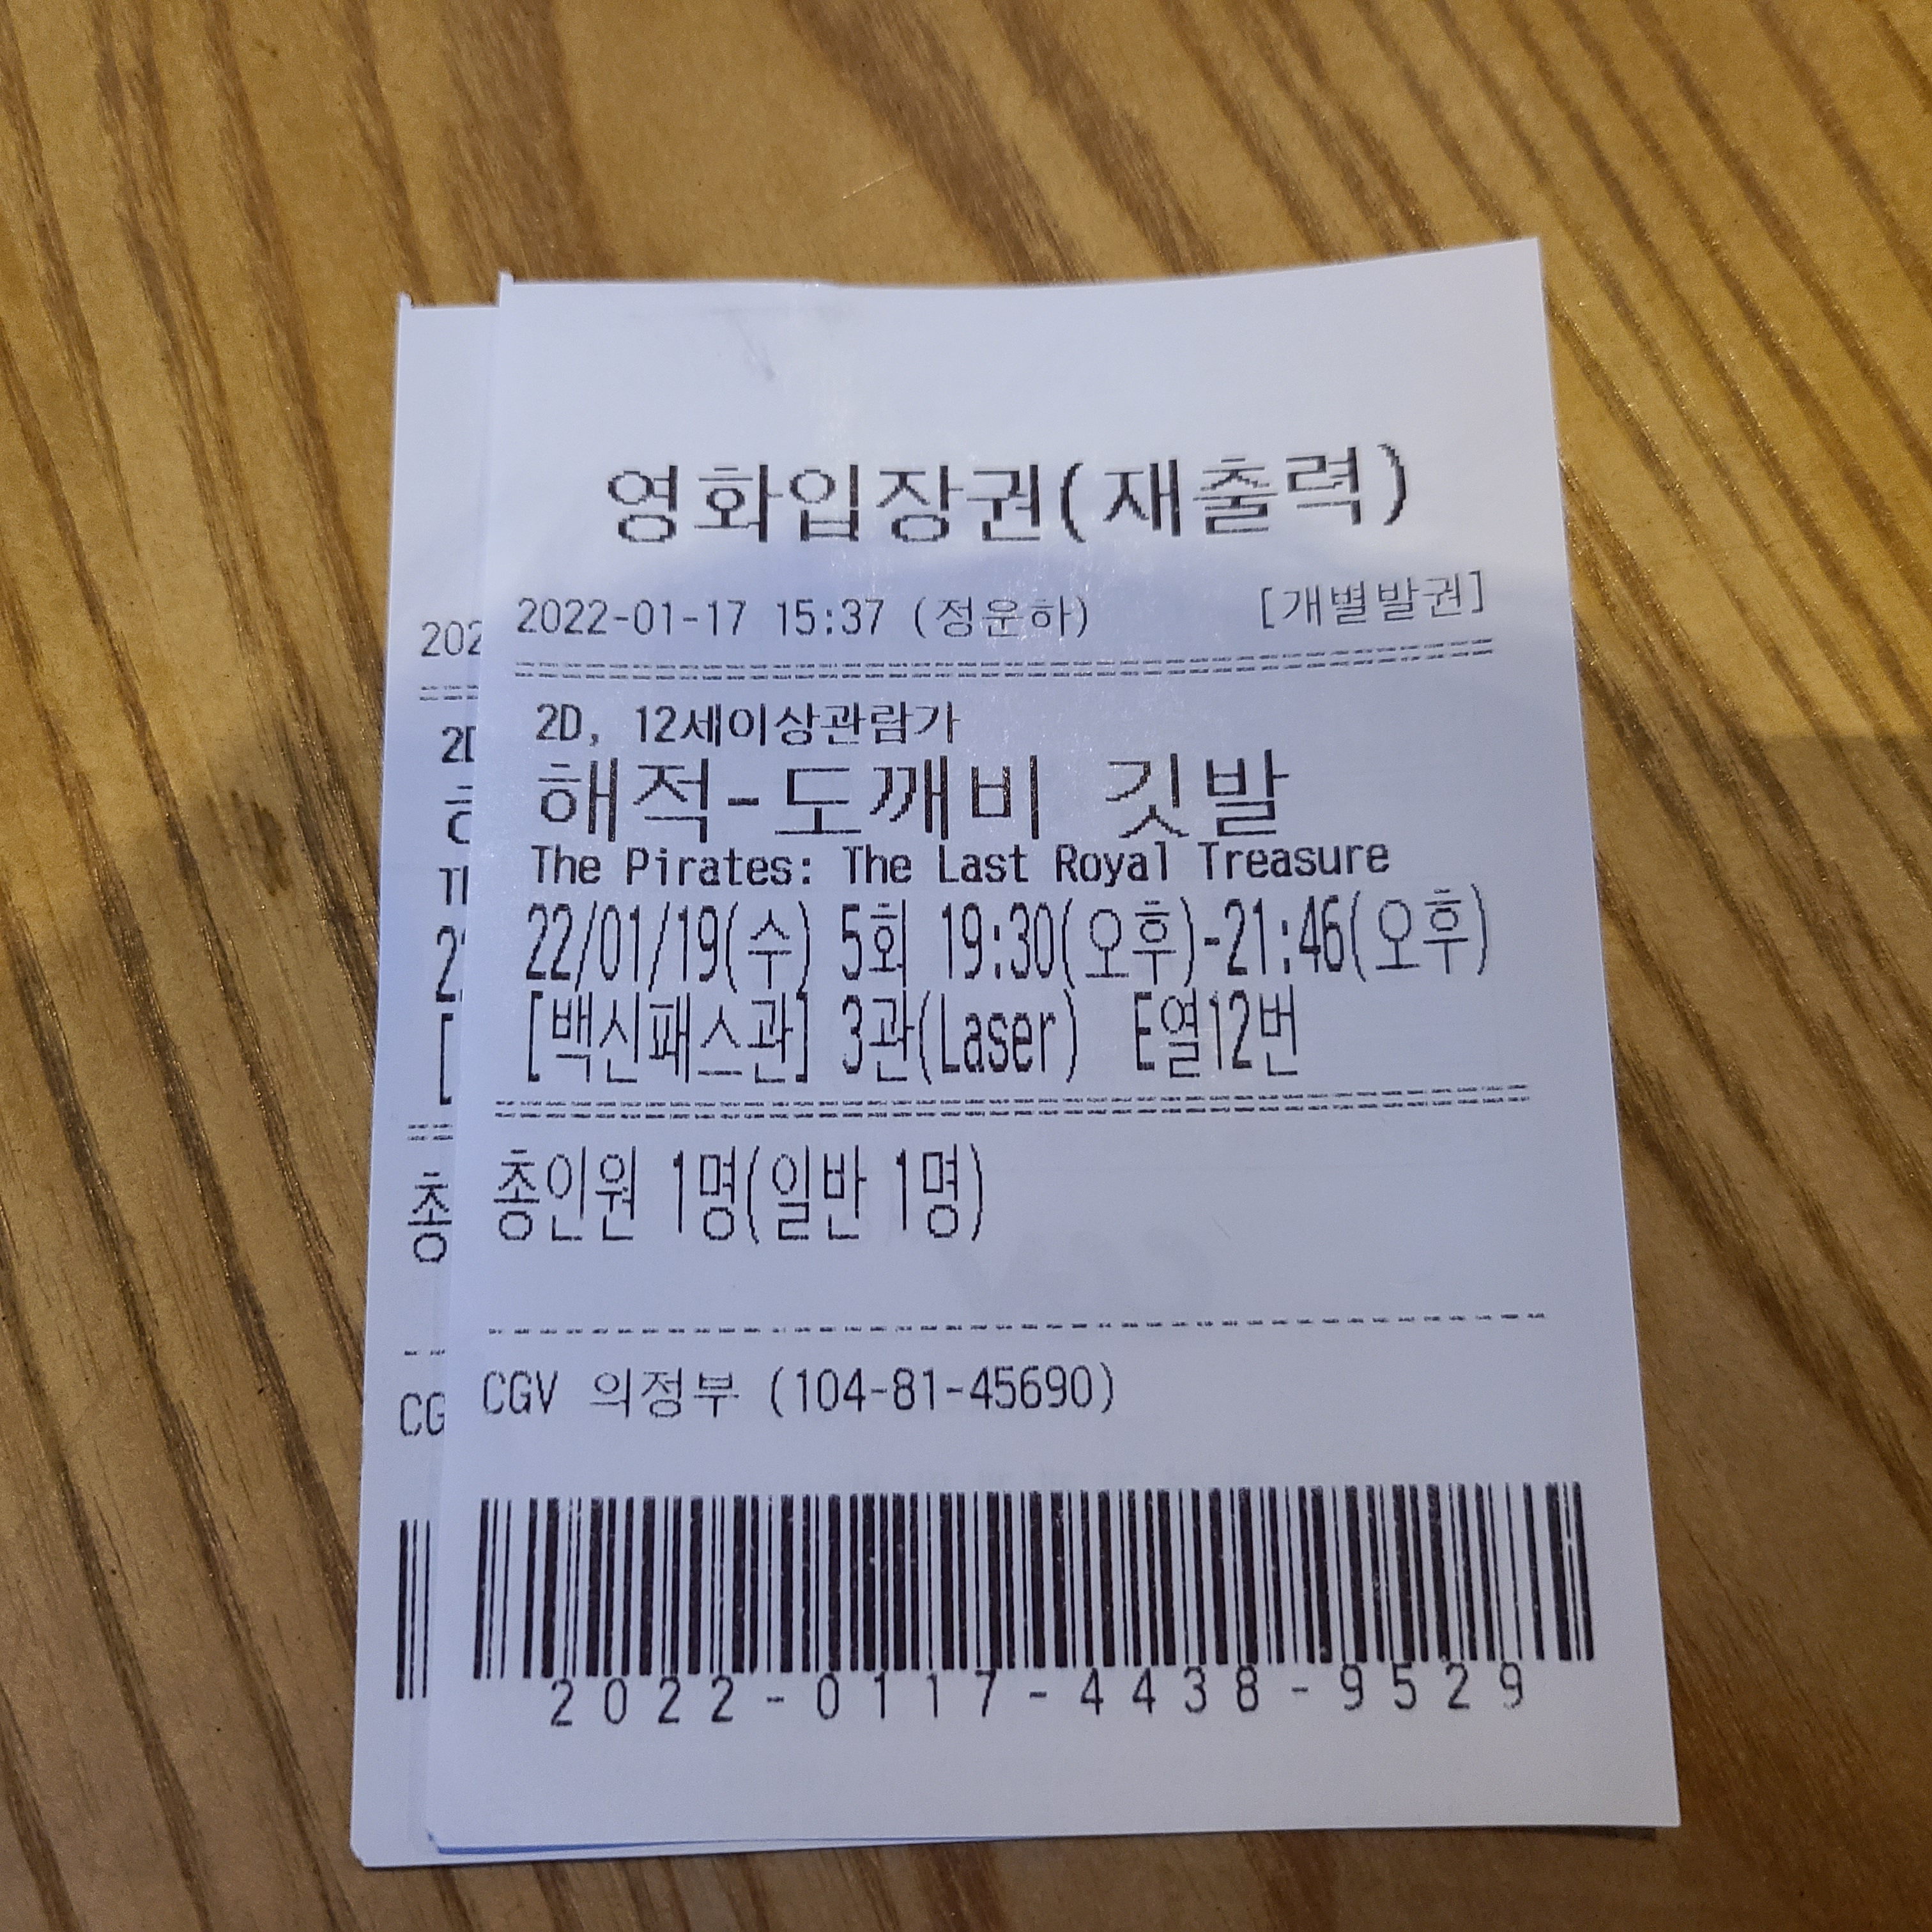 영화입장권(재출력)
2022-01-17 15:37 (정운하) [개별발권]
2D, 12세이상관람가
해적-도깨비 깃발
The Pirates: The Last Royal Treasure
22/01/19(수) 5회 19:30(오후)-21:46(오후)
[백신패스관] 3관(Laser) E열12번
총인원 1명(일반 1명)
CGV 의정부 (104-81-45690)
2022-0117-4438-9529
202
2D
총
CG